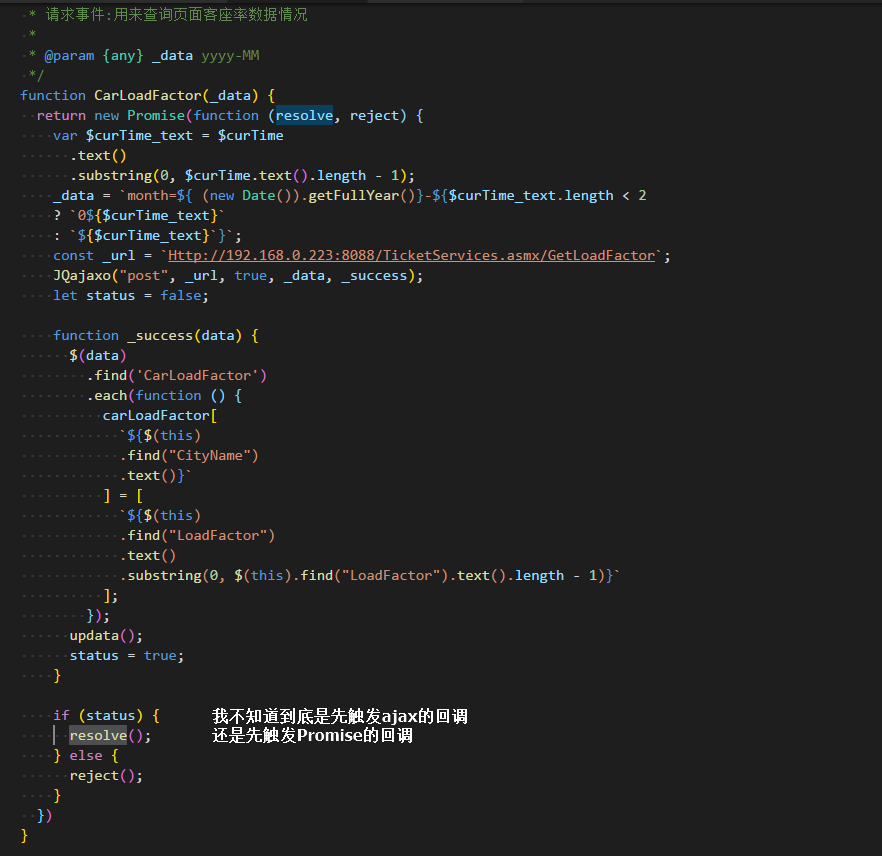 * 请求事件:用来查询页面客座率数据情况
*
* @param {any} _data yyyy-MM
*/
function CarLoadFactor(_data) {
return new Promise(function (resolve, reject) {
var $curTime_text = $curTime
.text()
.substring(0, $curTime.text().length - 1);
_data = `month=${ (new Date()).getFullYear()}-${$curTime_text.length < 2
? `0${$curTime_text}`
: `${$curTime_text}`}`;
const _url = `Http://192.168.0.223:8088/TicketServices.asmx/GetLoadFactor`;
JQajaxo("post", _url, true, _data, _success);
let status = false;
function _success(data) {
$(data)
.find('CarLoadFactor')
.each(function () {
carLoadFactor[
`${$(this)
.find("CityName")
.text()}`
] = [
`${$(this)
.find("LoadFactor")
.text()
.substring(0, $(this).find("LoadFactor").text().length - 1)}`
];
});
updata();
status = true;
}
if (status) { 我不知道到底是先触发ajax的回调
resolve(); 还是先触发Promise的回调
} else {
reject();
}
})
}